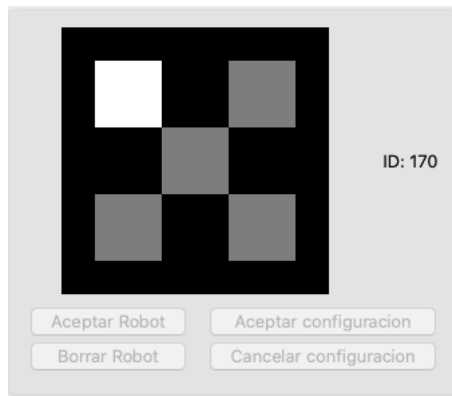 ID: 170
Aceptar Robot
Aceptar configuracion
Borrar Robot
Cancelar configuracion